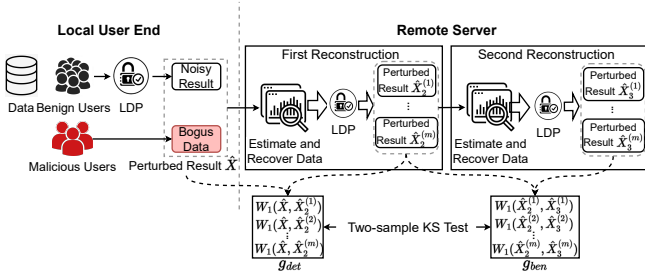 Local User End
Remote Server
Data
Benign Users
LDP
Noisy
Result
Malicious Users
Bogus
Data
Perturbed Result X̂
First Reconstruction
Estimate and
Recover Data
LDP
Perturbed
Result X̂₂⁽¹⁾
⋮
Perturbed
Result X̂₂⁽ᵐ⁾
Second Reconstruction
Estimate and
Recover Data
LDP
Perturbed
Result X̂₃⁽¹⁾
⋮
Perturbed
Result X̂₃⁽ᵐ⁾
W₁(X̂, X̂₂⁽¹⁾)
W₁(X̂, X̂₂⁽²⁾)
⋮
W₁(X̂, X̂₂⁽ᵐ⁾)
g_det
Two-sample KS Test
W₁(X̂₂⁽¹⁾, X̂₃⁽¹⁾)
W₁(X̂₂⁽²⁾, X̂₃⁽²⁾)
⋮
W₁(X̂₂⁽ᵐ⁾, X̂₃⁽ᵐ⁾)
g_ben